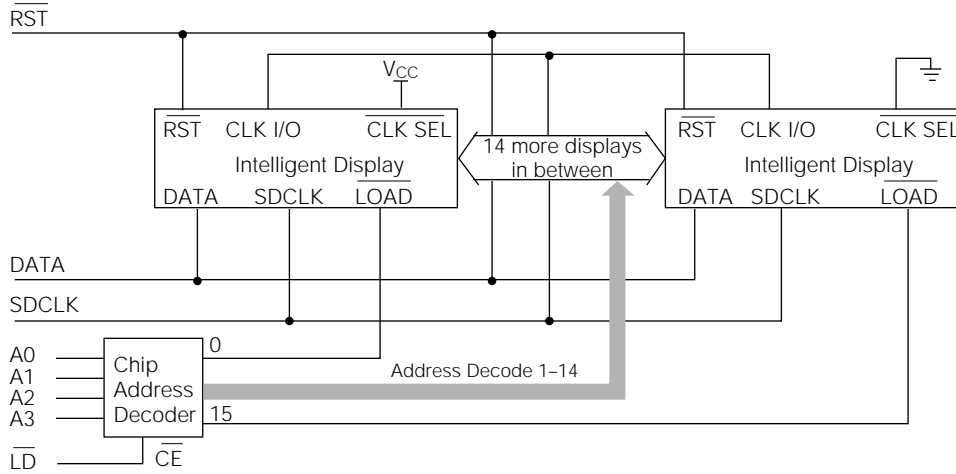 RST
VCC
RST CLK I/O CLK SEL
Intelligent Display
DATA SDCLK LOAD
14 more displays
in between
RST CLK I/O CLK SEL
Intelligent Display
DATA SDCLK LOAD
DATA
SDCLK
A0
A1
A2
A3
Chip
Address
Decoder
0
Address Decode 1–14
15
LD
CE